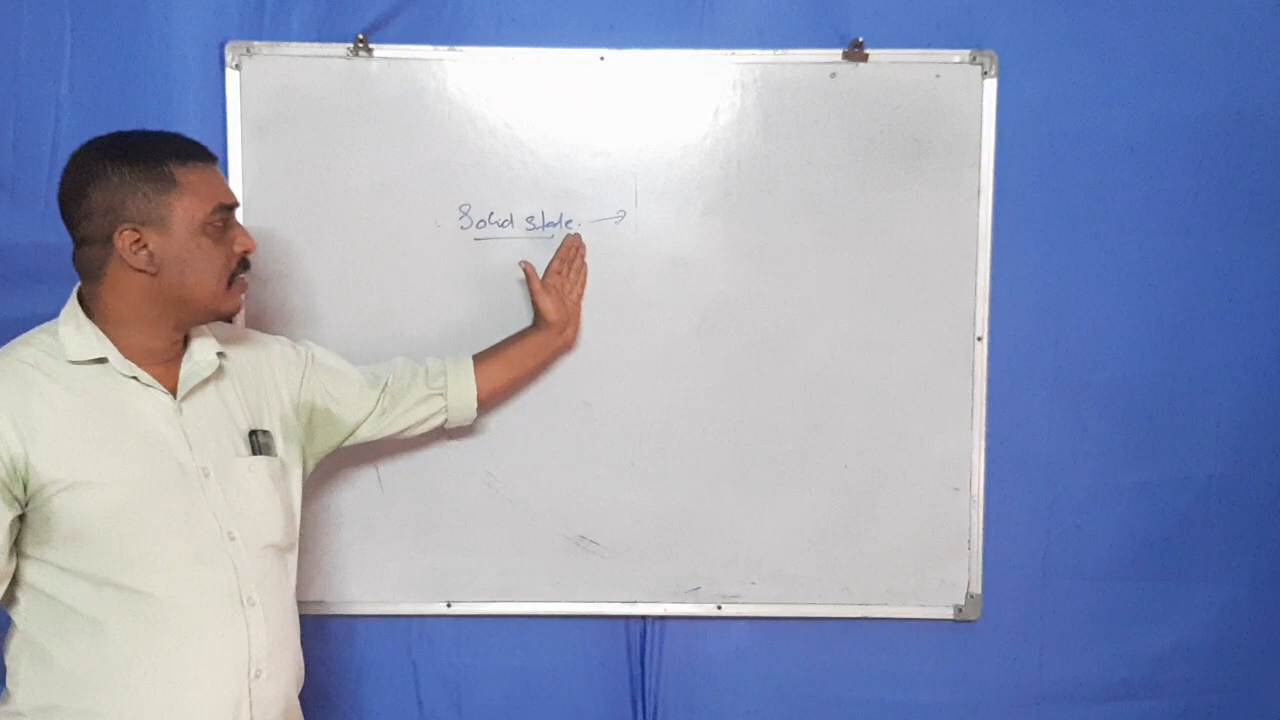 Solid state. →